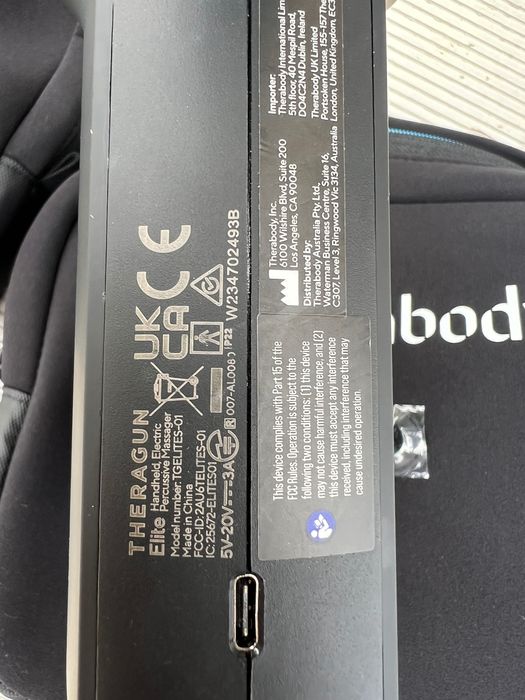 THERAGUN
Elite Handheld, Electric
Percussive Massager
Model number: TGELITES-01
Made in China
FCC-ID:2AU6TELITES-01
IC:25672-ELITES01
5V-20V⎓3A
UK
CA
CE
R 007-AL0080
IP22
W234702493B
Importer:
Therabody International Lim
5th floor, 40 Mespil Road,
DO4C2N4 Dublin, Ireland
Therabody UK Limited
Portsoken House, 155-157 The
London, United Kingdom, EC3
Therabody, Inc.
6100 Wilshire Blvd, Suite 200
Los Angeles, CA 90048
Distributed by:
Therabody Australia Pty. Ltd.
Waterman Business Centre, Suite 16,
C307, Level 3, Ringwood Vic 3134, Australia
This device complies with Part 15 of the
FCC Rules. Operation is subject to the
following two conditions: (1) this device
may not cause harmful interference, and (2)
this device must accept any interference
received, including interference that may
cause undesired operation.
abody